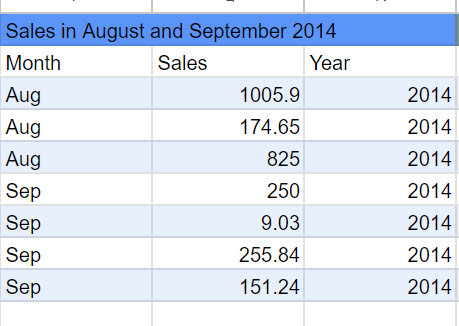 Sales in August and September 2014
Month Sales Year
Aug 1005.9 2014
Aug 174.65 2014
Aug 825 2014
Sep 250 2014
Sep 9.03 2014
Sep 255.84 2014
Sep 151.24 2014